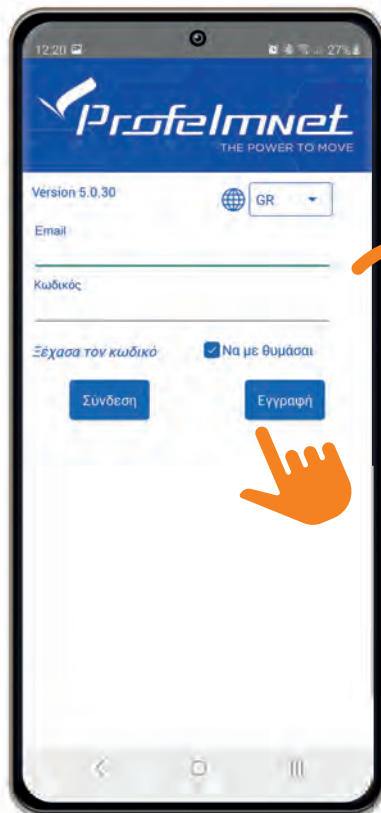 12:20
27%
Profelmnet
THE POWER TO MOVE
Version 5.0.30
GR
Email
Κωδικός
Ξέχασα τον κωδικό
Να με θυμάσαι
Σύνδεση
Εγγραφή